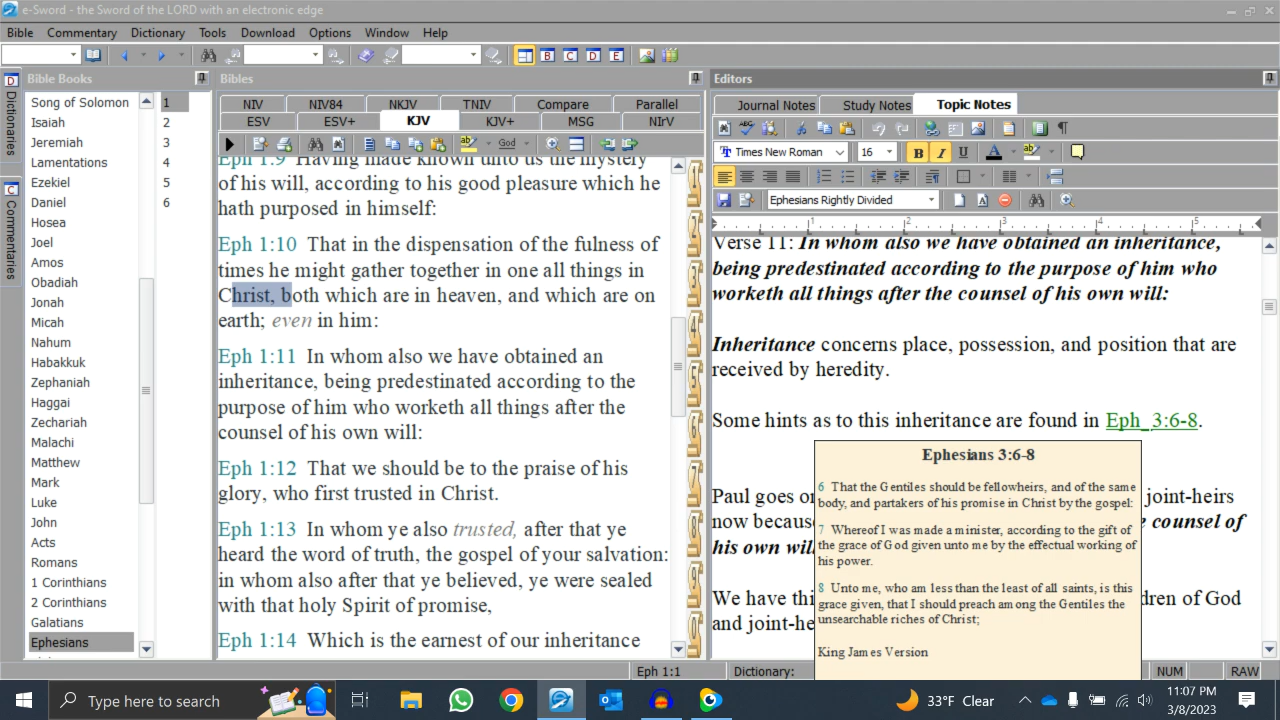 e-Sword - the Sword of the LORD with an electronic edge
Bible Commentary Dictionary Tools Download Options Window Help
B C D E
Dictionaries
Commentaries
Bible Books
Song of Solomon
Isaiah
Jeremiah
Lamentations
Ezekiel
Daniel
Hosea
Joel
Amos
Obadiah
Jonah
Micah
Nahum
Habakkuk
Zephaniah
Haggai
Zechariah
Malachi
Matthew
Mark
Luke
John
Acts
Romans
1 Corinthians
2 Corinthians
Galatians
Ephesians
1
2
3
4
5
6
Bibles
NIV NIV84 NKJV TNIV Compare Parallel
ESV ESV+ KJV KJV+ MSG NIrV
Eph 1:9 Having made known unto us the mystery
of his will, according to his good pleasure which he
hath purposed in himself:
Eph 1:10 That in the dispensation of the fulness of
times he might gather together in one all things in
Christ, both which are in heaven, and which are on
earth; even in him:
Eph 1:11 In whom also we have obtained an
inheritance, being predestinated according to the
purpose of him who worketh all things after the
counsel of his own will:
Eph 1:12 That we should be to the praise of his
glory, who first trusted in Christ.
Eph 1:13 In whom ye also trusted, after that ye
heard the word of truth, the gospel of your salvation:
in whom also after that ye believed, ye were sealed
with that holy Spirit of promise,
Eph 1:14 Which is the earnest of our inheritance
Editors
Journal Notes Study Notes Topic Notes
Times New Roman 16 B I U A
Ephesians Rightly Divided
1 2 3 4 5
Verse 11: In whom also we have obtained an inheritance,
being predestinated according to the purpose of him who
worketh all things after the counsel of his own will:
Inheritance concerns place, possession, and position that are
received by heredity.
Some hints as to this inheritance are found in Eph_3:6-8.
Paul goes on joint-heirs
now because counsel of
his own will
We have thi dren of God
and joint-he
Ephesians 3:6-8
6 That the Gentiles should be fellowheirs, and of the same
body, and partakers of his promise in Christ by the gospel:
7 Whereof I was made a minister, according to the gift of
the grace of God given unto me by the effectual working of
his power.
8 Unto me, who am less than the least of all saints, is this
grace given, that I should preach among the Gentiles the
unsearchable riches of Christ;
King James Version
Eph 1:1 Dictionary: NUM RAW
Type here to search
33°F Clear
11:07 PM
3/8/2023